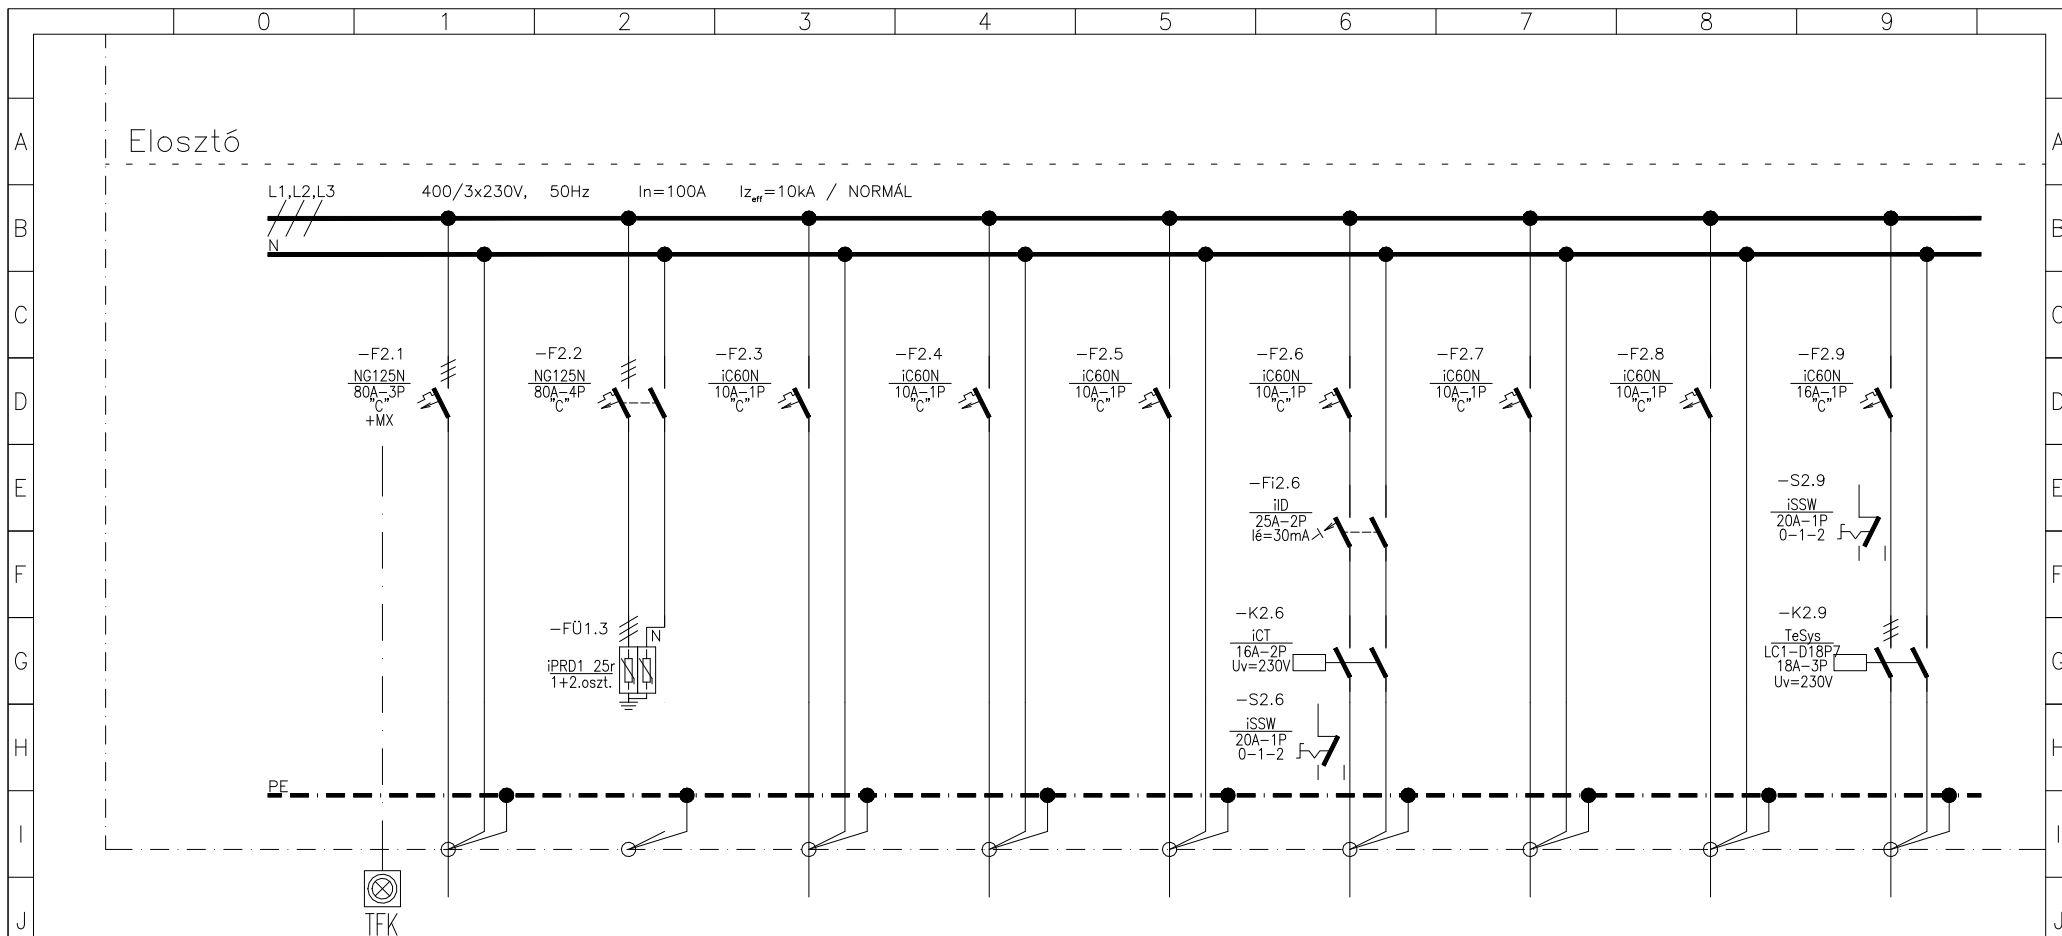 0 1 2 3 4 5 6 7 8 9
A A
Elosztó
L1,L2,L3 400/3x230V, 50Hz In=100A Iz eff=10kA / NORMÁL
B B
N
C C
-F2.1
NG125N
80A-3P
"C"
+MX
-F2.2
NG125N
80A-4P
"C"
-F2.3
iC60N
10A-1P
"C"
-F2.4
iC60N
10A-1P
"C"
-F2.5
iC60N
10A-1P
"C"
-F2.6
iC60N
10A-1P
"C"
-F2.7
iC60N
10A-1P
"C"
-F2.8
iC60N
10A-1P
"C"
-F2.9
iC60N
16A-1P
"C"
D D
E E
-Fi2.6
iID
25A-2P
Ié=30mA
-S2.9
iSSW
20A-1P
0-1-2
F F
-FÜ1.3
N
iPRD1 25r
1+2.oszt.
-K2.6
iCT
16A-2P
Uv=230V
-K2.9
TeSys
LC1-D18P7
18A-3P
Uv=230V
G G
-S2.6
iSSW
20A-1P
0-1-2
H H
PE
I I
TFK
J J